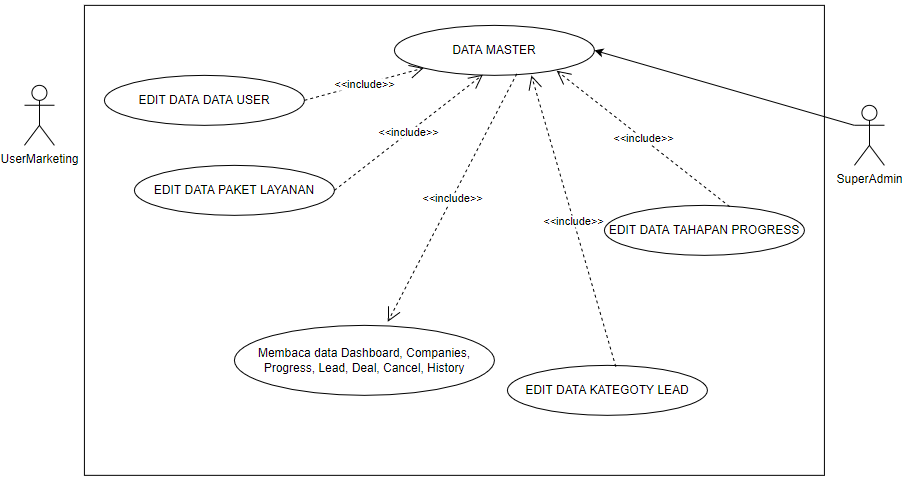 DATA MASTER
<<include>>
EDIT DATA DATA USER
<<include>>
<<include>>
UserMarketing
SuperAdmin
EDIT DATA PAKET LAYANAN
<<include>>
<<include>>
EDIT DATA TAHAPAN PROGRESS
Membaca data Dashboard, Companies,
Progress, Lead, Deal, Cancel, History
EDIT DATA KATEGOTY LEAD